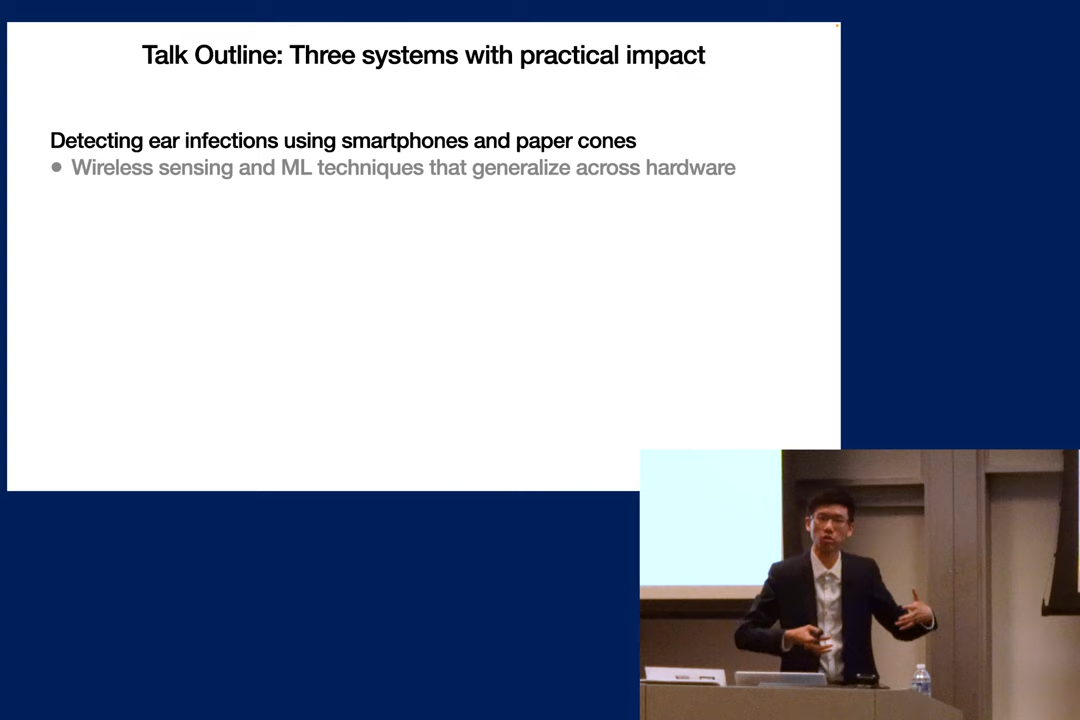 Talk Outline: Three systems with practical impact
Detecting ear infections using smartphones and paper cones
• Wireless sensing and ML techniques that generalize across hardware